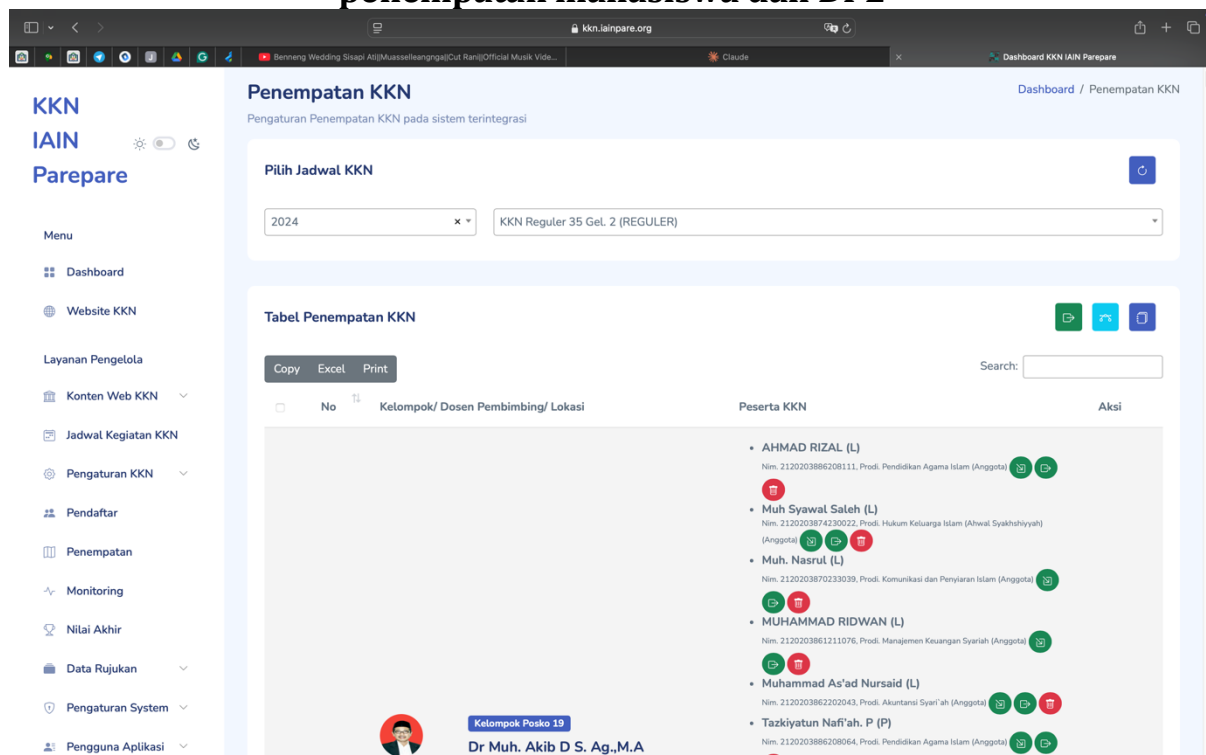 penempatan mahasiswa dan DPL
kkn.iainpare.org
Benneng Wedding Sisapi Ati||Muasselleangnga||Cut Rani||Official Musik Vide...
Claude
Dashboard KKN IAIN Parepare
KKN
IAIN
Parepare
Menu
Dashboard
Website KKN
Layanan Pengelola
Konten Web KKN
Jadwal Kegiatan KKN
Pengaturan KKN
Pendaftar
Penempatan
Monitoring
Nilai Akhir
Data Rujukan
Pengaturan System
Pengguna Aplikasi
Penempatan KKN
Dashboard / Penempatan KKN
Pengaturan Penempatan KKN pada sistem terintegrasi
Pilih Jadwal KKN
2024 ×
KKN Reguler 35 Gel. 2 (REGULER)
Tabel Penempatan KKN
Copy Excel Print
Search:
No Kelompok/ Dosen Pembimbing/ Lokasi Peserta KKN Aksi
Kelompok Posko 19
Dr Muh. Akib D S. Ag.,M.A
• AHMAD RIZAL (L)
Nim. 2120203886208111, Prodi. Pendidikan Agama Islam (Anggota)
• Muh Syawal Saleh (L)
Nim. 2120203874230022, Prodi. Hukum Keluarga Islam (Ahwal Syakhshiyyah)
(Anggota)
• Muh. Nasrul (L)
Nim. 2120203870233039, Prodi. Komunikasi dan Penyiaran Islam (Anggota)
• MUHAMMAD RIDWAN (L)
Nim. 2120203861211076, Prodi. Manajemen Keuangan Syariah (Anggota)
• Muhammad As'ad Nursaid (L)
Nim. 2120203862202043, Prodi. Akuntansi Syari`ah (Anggota)
• Tazkiyatun Nafi'ah. P (P)
Nim. 2120203886208064, Prodi. Pendidikan Agama Islam (Anggota)